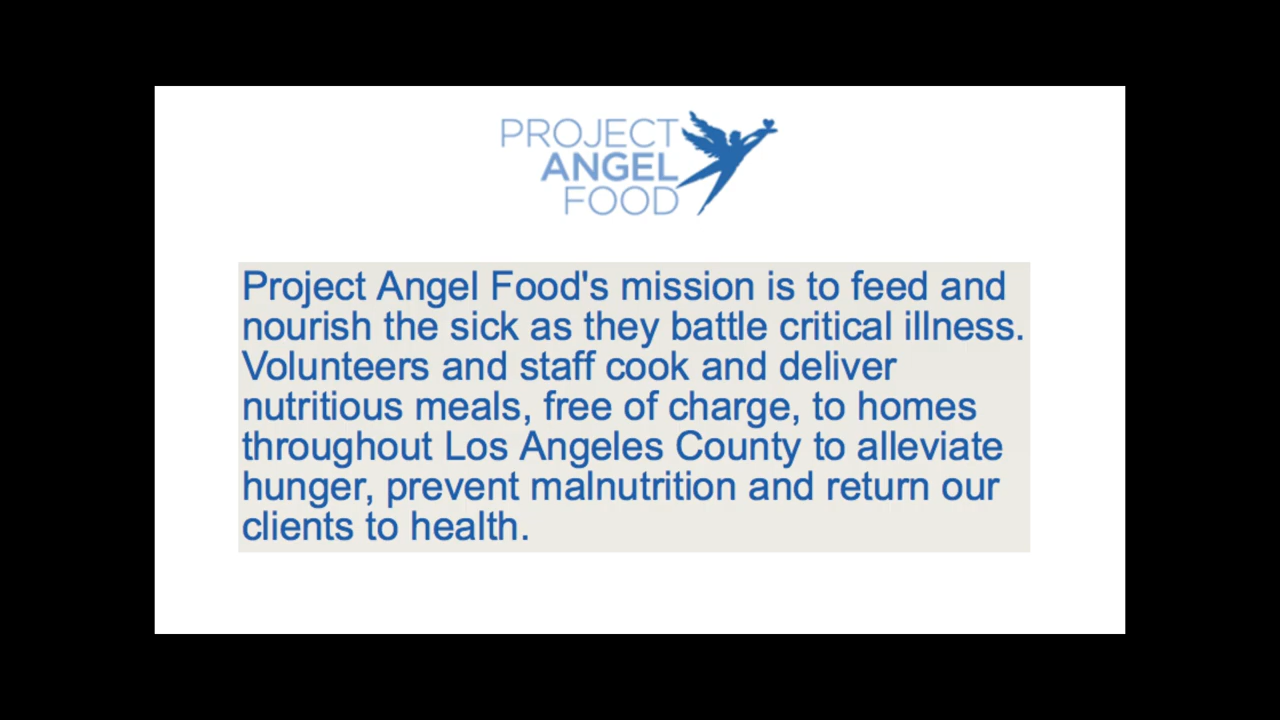 PROJECT
ANGEL
FOOD
Project Angel Food's mission is to feed and
nourish the sick as they battle critical illness.
Volunteers and staff cook and deliver
nutritious meals, free of charge, to homes
throughout Los Angeles County to alleviate
hunger, prevent malnutrition and return our
clients to health.